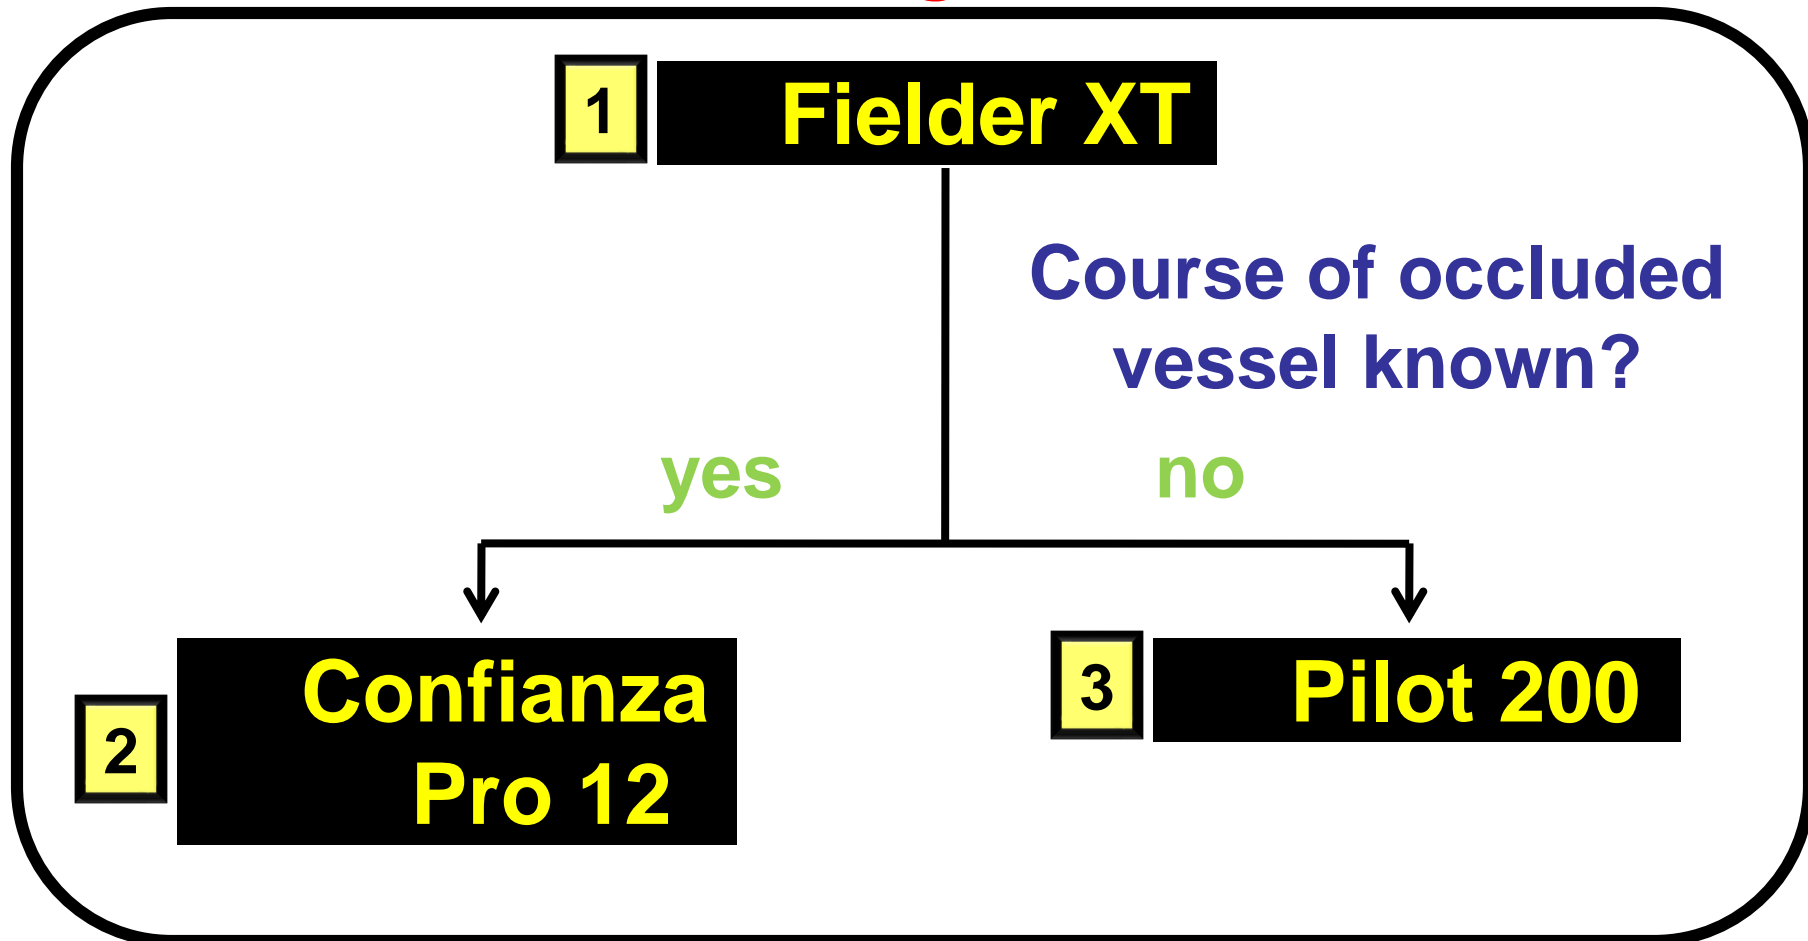 1 Fielder XT
Course of occluded
vessel known?
yes no
Confianza
2 Pro 12
3 Pilot 200